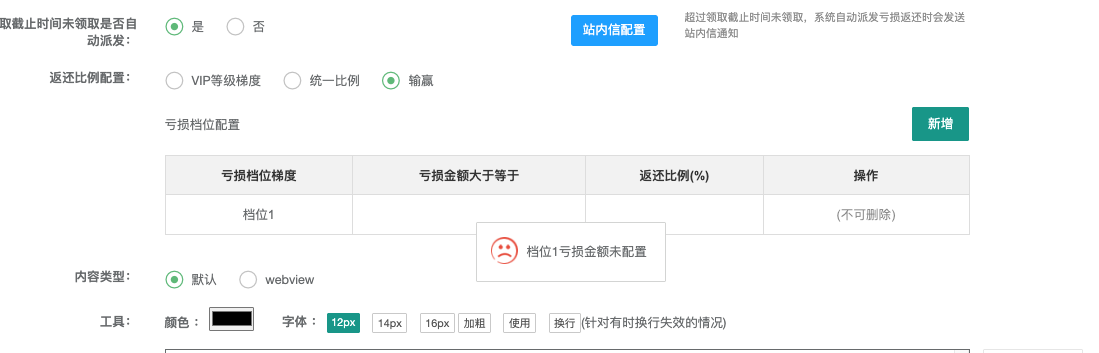 取截止时间未领取是否自
动派发：
是
否
站内信配置
超过领取截止时间未领取，系统自动派发亏损返还时会发送
站内信通知
返还比例配置：
VIP等级梯度
统一比例
输赢
亏损档位配置
新增
亏损档位梯度
亏损金额大于等于
返还比例(%)
操作
档位1
(不可删除)
档位1亏损金额未配置
内容类型：
默认
webview
工具：
颜色：
字体：
12px
14px
16px
加粗
使用
换行
(针对有时换行失效的情况)